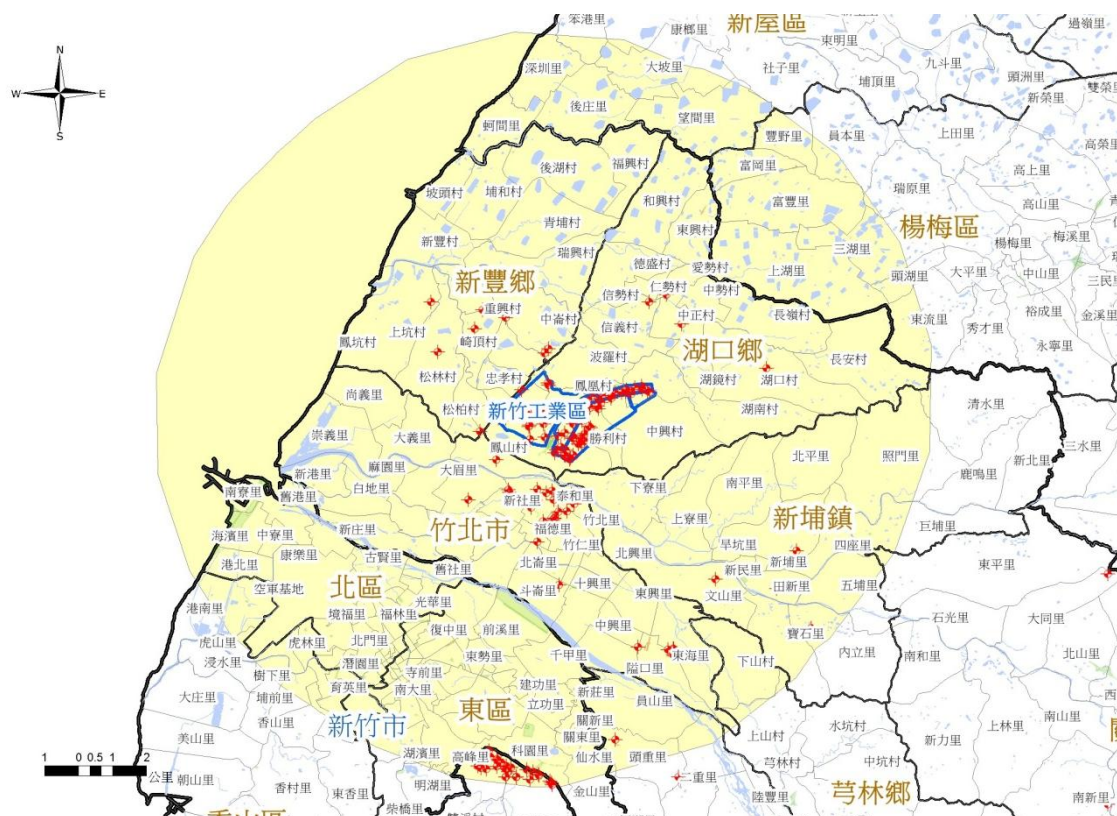 笨港里
新屋區
過嶺里
康榔里
東明里
九斗里
深圳里
大坡里
社子里
埔頂里
頭洲里
後庄里
新榮里
雙榮里
蚵間里
望間里
豐野里
員本里
上田里
高榮里
N
W
E
S
後湖村
福興村
富岡里
高上里
坡頭村
埔和村
和興村
富豐里
瑞原里
高山里
青埔村
東興村
楊梅區
新豐村
瑞興村
三湖里
楊梅里
梅溪里
德盛村
愛勢村
上湖里
頭湖里
大平里
中山里
三民里
新豐鄉
信勢村
仁勢村
中勢村
裕成里
金溪里
重興村
中崙村
信義村
中正村
長嶺村
東流里
秀才里
上坑村
鳳坑村
崎頂村
湖口鄉
永寧里
波羅村
長安村
松林村
忠孝村
鳳凰村
湖鏡村
湖口村
尚義里
松柏村
新竹工業區
湖南村
清水里
崇義里
大義里
鳳山村
勝利村
中興村
三水里
新港里
麻園里
大眉里
北平里
照門里
鹿鳴里
新北里
南寮里
舊港里
白地里
新社里
泰和里
下寮里
南平里
海濱里
中寮里
新庄里
竹北市
福德里
竹北里
上寮里
新埔鎮
巨埔里
港北里
康樂里
古賢里
竹仁里
北興里
旱坑里
四座里
舊社里
北崙里
新民里
新埔里
東平里
空軍基地
北區
斗崙里
十興里
文山里
田新里
五埔里
港南里
境福里
福林里
光華里
東興里
石光里
大同里
虎山里
虎林里
北門里
復中里
前溪里
中興里
寶石里
浸水里
潛園里
東勢里
千甲里
隘口里
東海里
下山村
內立里
南和里
北山里
樹下里
寺前里
大庄里
埔前里
育英里
南大里
建功里
新莊里
員山里
香山里
新竹市
東區
立功里
關新里
水坑村
上林里
南山里
美山里
關東里
上山村
新力里
湖濱里
高峰里
科園里
仙水里
頭重里
芎林村
中坑村
1 0 0.5 1 2
公里
朝山里
香村里
東香里
明湖里
金山里
二重里
陸豐里
芎林鄉
南新里
柴橋里